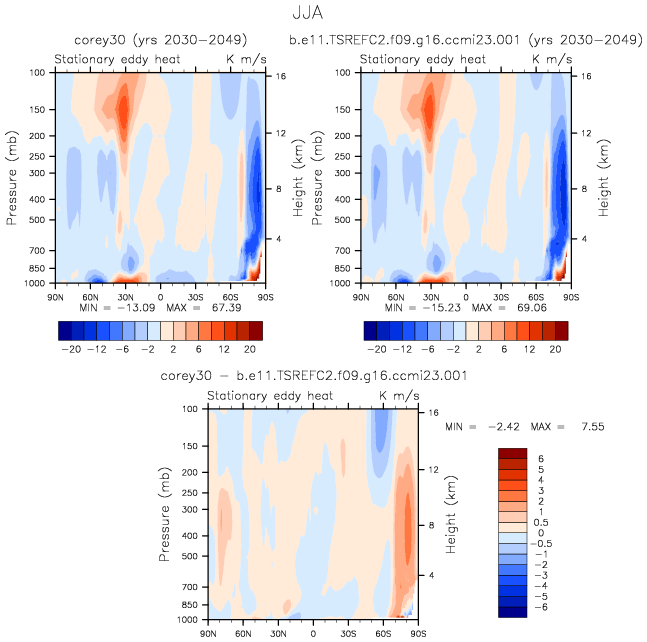 JJA
corey30 (yrs 2030-2049)
b.e11.TSREFC2.f09.g16.ccmi23.001 (yrs 2030-2049)
Stationary eddy heat K m/s
Stationary eddy heat K m/s
Pressure (mb)
100
150
200
250
300
400
500
700
850
1000
16
12
8
4
Height (km)
90N 60N 30N 0 30S 60S 90S
MIN = -13.09 MAX = 67.39
-20 -12 -6 -2 2 6 12 20
Pressure (mb)
100
150
200
250
300
400
500
700
850
1000
16
12
8
4
Height (km)
90N 60N 30N 0 30S 60S 90S
MIN = -15.23 MAX = 69.06
-20 -12 -6 -2 2 6 12 20
corey30 - b.e11.TSREFC2.f09.g16.ccmi23.001
Stationary eddy heat K m/s
Pressure (mb)
100
150
200
250
300
400
500
700
850
1000
16
12
8
4
Height (km)
90N 60N 30N 0 30S 60S 90S
MIN = -2.42 MAX = 7.55
6
5
4
3
2
1
0.5
0
-0.5
-1
-2
-3
-4
-5
-6